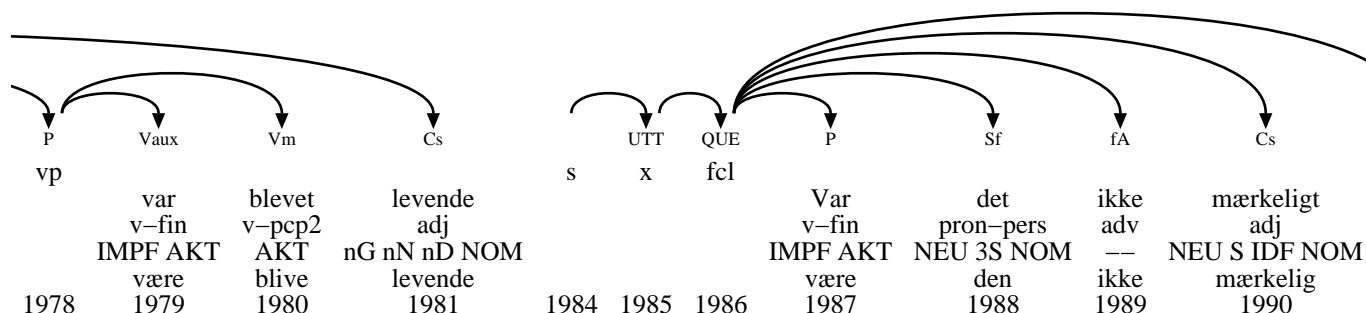 P Vaux Vm Cs UTT QUE P Sf fA Cs
vp s x fcl
var blevet levende Var det ikke mærkeligt
v−fin v−pcp2 adj v−fin pron−pers adv adj
IMPF AKT AKT nG nN nD NOM IMPF AKT NEU 3S NOM −− NEU S IDF NOM
være blive levende være den ikke mærkelig
1978 1979 1980 1981 1984 1985 1986 1987 1988 1989 1990